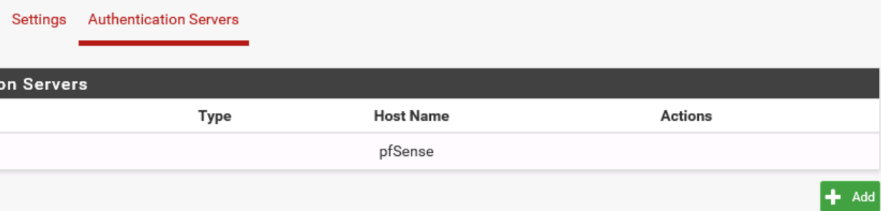 Settings Authentication Servers
on Servers
Type Host Name Actions
pfSense
Add